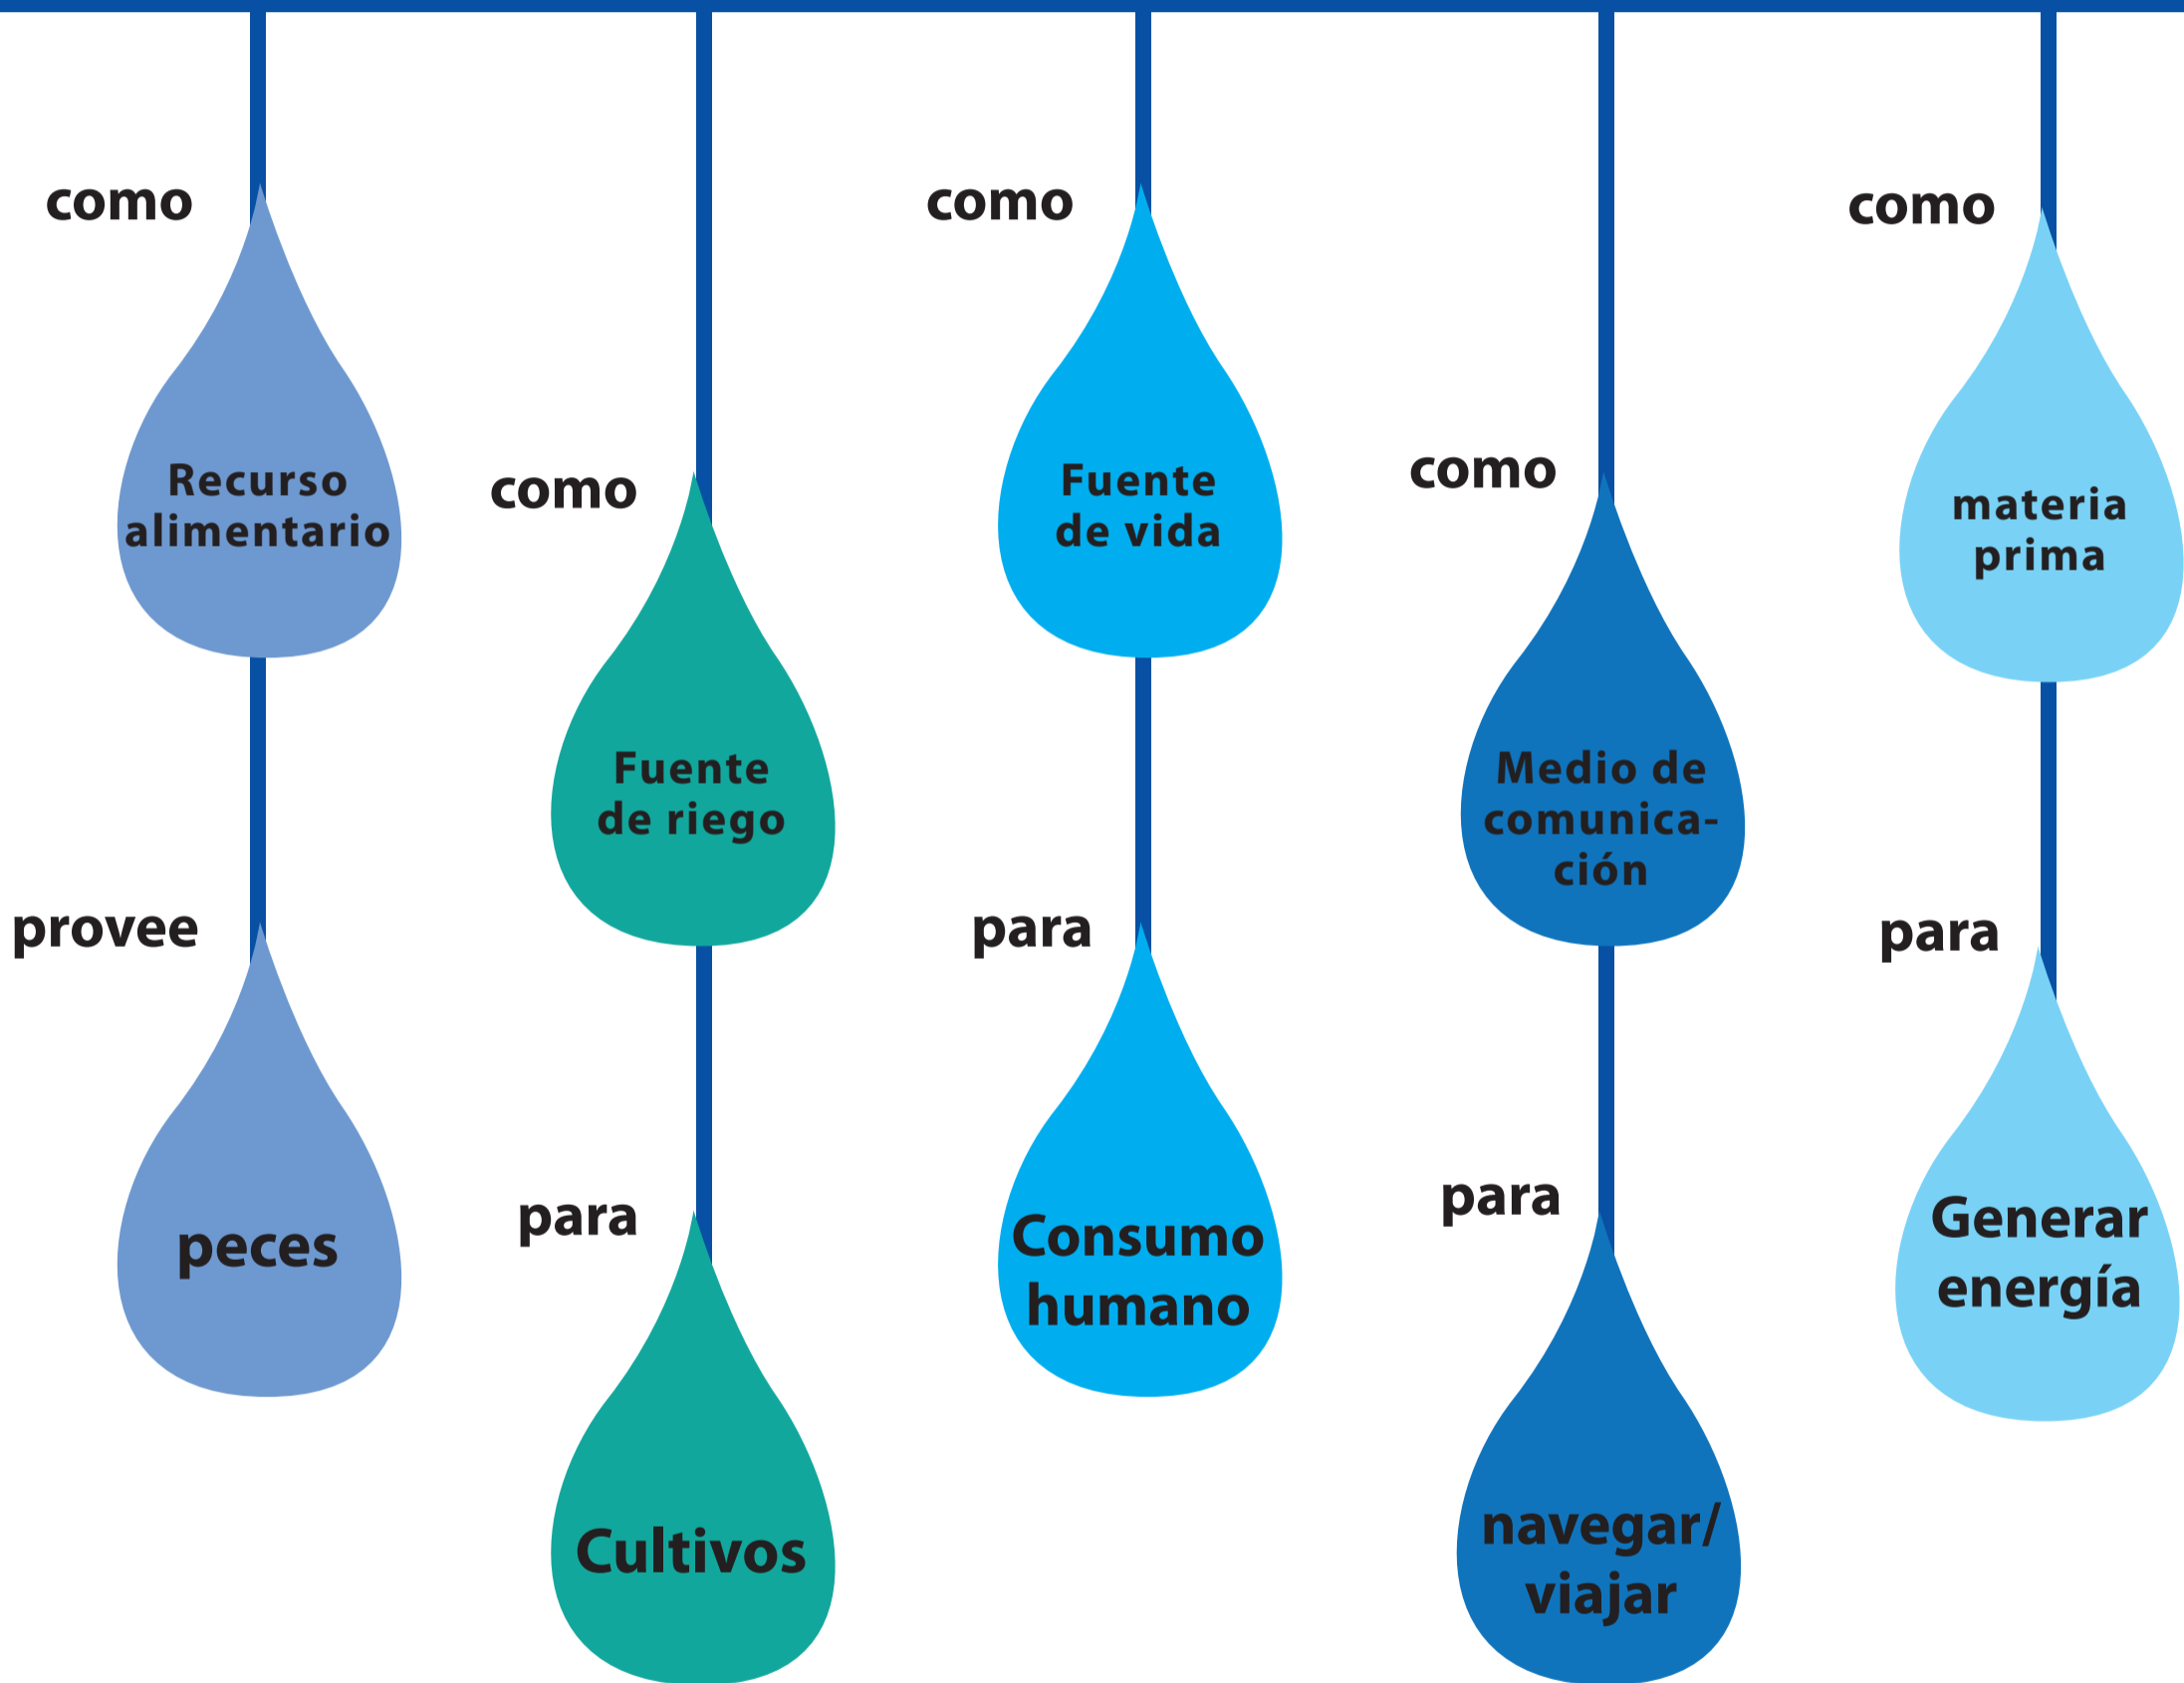 como
Recurso
alimentario
provee
peces
como
Fuente
de riego
para
Cultivos
como
Fuente
de vida
para
Consumo
humano
como
Medio de
comunica-
ción
para
navegar/
viajar
como
materia
prima
para
Generar
energía